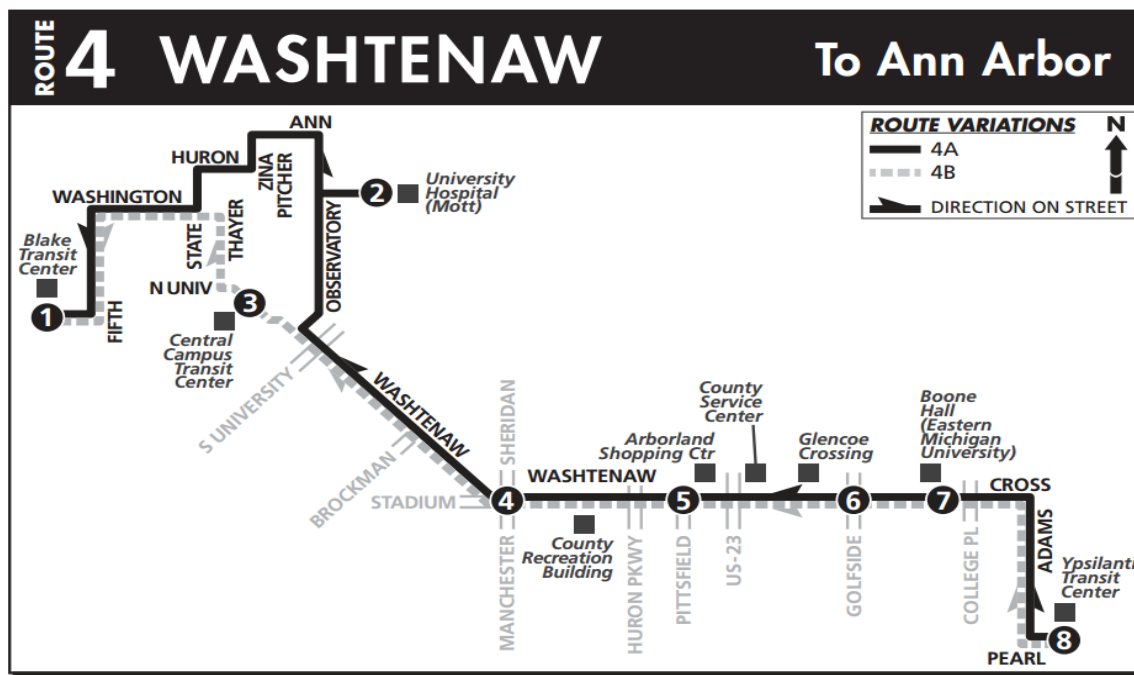 ROUTE 4 WASHTENAW
To Ann Arbor
ROUTE VARIATIONS
4A
4B
DIRECTION ON STREET
N
ANN
HURON
ZINA
PITCHER
WASHINGTON
2
University
Hospital
(Mott)
Blake
Transit
Center
STATE
THAYER
OBSERVATORY
N UNIV
3
1
FIFTH
Central
Campus
Transit
Center
S UNIVERSITY
WASHTENAW
BROCKMAN
STADIUM
SHERIDAN
4
MANCHESTER
WASHTENAW
County
Recreation
Building
HURON PKWY
Arborland
Shopping Ctr
5
PITTSFIELD
County
Service
Center
US-23
Glencoe
Crossing
6
GOLFSIDE
Boone
Hall
(Eastern
Michigan
University)
7
COLLEGE PL
CROSS
ADAMS
Ypsilanti
Transit
Center
8
PEARL